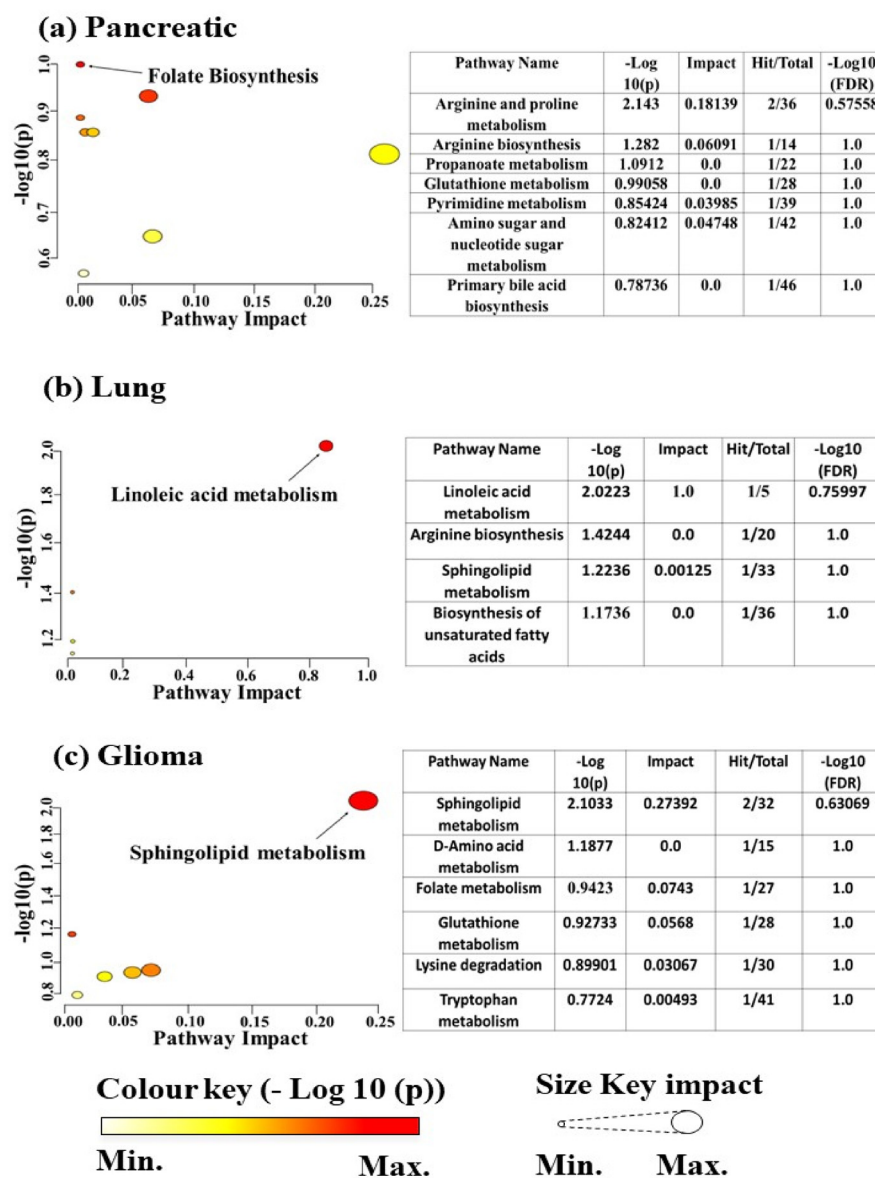 (a) Pancreatic
-log10(p)
1.0
0.9
0.8
0.7
0.6
Folate Biosynthesis
0.00 0.05 0.10 0.15 0.20 0.25
Pathway Impact
Pathway Name -Log 10(p) Impact Hit/Total -Log10 (FDR)
Arginine and proline metabolism 2.143 0.18139 2/36 0.57558
Arginine biosynthesis 1.282 0.06091 1/14 1.0
Propanoate metabolism 1.0912 0.0 1/22 1.0
Glutathione metabolism 0.99058 0.0 1/28 1.0
Pyrimidine metabolism 0.85424 0.03985 1/39 1.0
Amino sugar and nucleotide sugar metabolism 0.82412 0.04748 1/42 1.0
Primary bile acid biosynthesis 0.78736 0.0 1/46 1.0
(b) Lung
-log10(p)
2.0
1.8
1.6
1.4
1.2
Linoleic acid metabolism
0.0 0.2 0.4 0.6 0.8 1.0
Pathway Impact
Pathway Name -Log 10(p) Impact Hit/Total -Log10 (FDR)
Linoleic acid metabolism 2.0223 1.0 1/5 0.75997
Arginine biosynthesis 1.4244 0.0 1/20 1.0
Sphingolipid metabolism 1.2236 0.00125 1/33 1.0
Biosynthesis of unsaturated fatty acids 1.1736 0.0 1/36 1.0
(c) Glioma
-log10(p)
2.0
1.8
1.6
1.4
1.2
1.0
0.8
Sphingolipid metabolism
0.00 0.05 0.10 0.15 0.20 0.25
Pathway Impact
Pathway Name -Log 10(p) Impact Hit/Total -Log10 (FDR)
Sphingolipid metabolism 2.1033 0.27392 2/32 0.63069
D-Amino acid metabolism 1.1877 0.0 1/15 1.0
Folate metabolism 0.9423 0.0743 1/27 1.0
Glutathione metabolism 0.92733 0.0568 1/28 1.0
Lysine degradation 0.89901 0.03067 1/30 1.0
Tryptophan metabolism 0.7724 0.00493 1/41 1.0
Colour key (- Log 10 (p))
Min. Max.
Size Key impact
Min. Max.